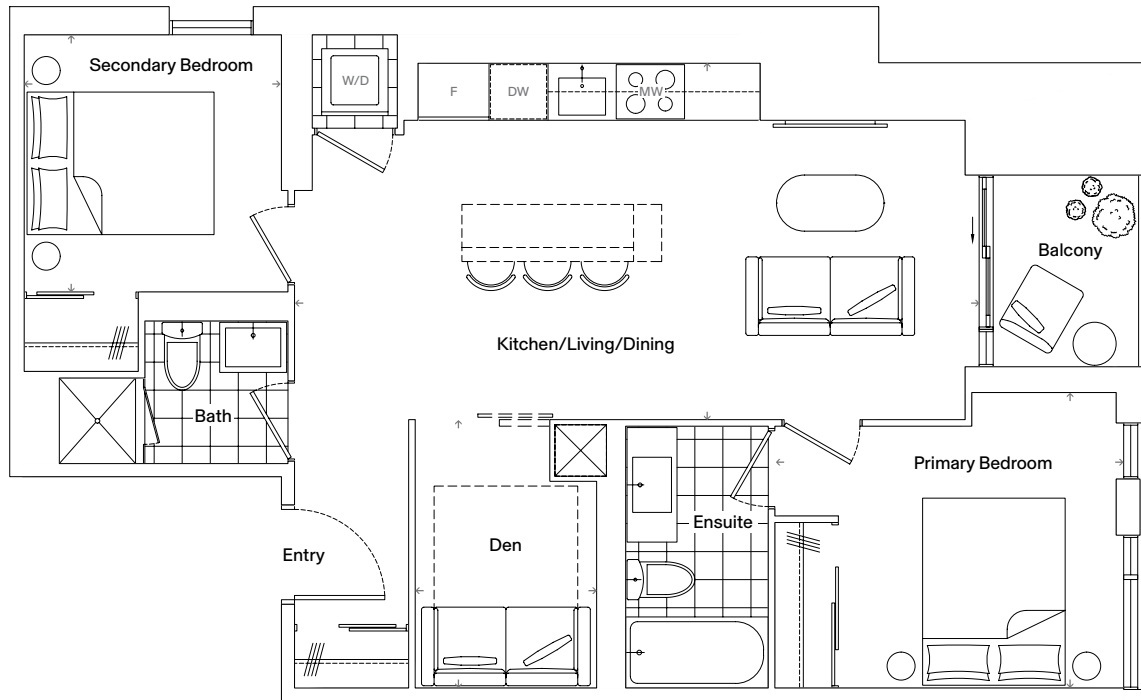 Secondary Bedroom
W/D
F
DW
MW
Balcony
Kitchen/Living/Dining
Bath
Primary Bedroom
Ensuite
Den
Entry